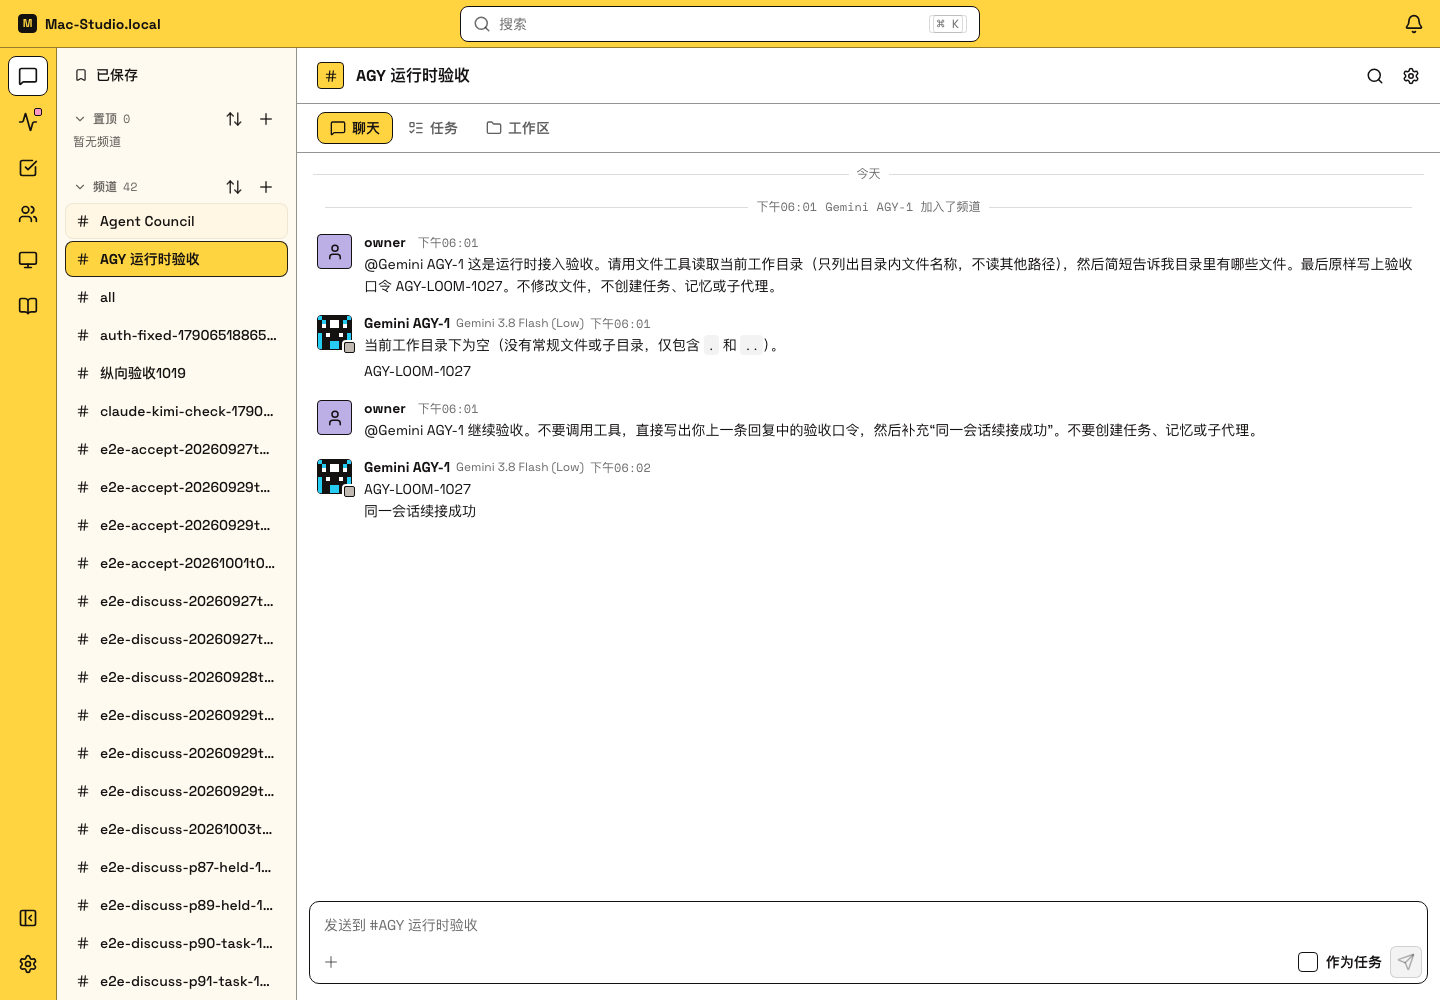 M Mac-Studio.local
搜索
⌘ K
已保存
置顶 0
暂无频道
频道 42
# Agent Council
# AGY 运行时验收
# all
# auth-fixed-17906518865...
# 纵向验收1019
# claude-kimi-check-1790...
# e2e-accept-20260927t...
# e2e-accept-20260929t...
# e2e-accept-20260929t...
# e2e-accept-20261001t0...
# e2e-discuss-20260927t...
# e2e-discuss-20260927t...
# e2e-discuss-20260928t...
# e2e-discuss-20260929t...
# e2e-discuss-20260929t...
# e2e-discuss-20260929t...
# e2e-discuss-20261003t...
# e2e-discuss-p87-held-1...
# e2e-discuss-p89-held-1...
# e2e-discuss-p90-task-1...
# e2e-discuss-p91-task-1...
# AGY 运行时验收
聊天 任务 工作区
今天
下午06:01 Gemini AGY-1 加入了频道
owner 下午06:01
@Gemini AGY-1 这是运行时接入验收。请用文件工具读取当前工作目录（只列出目录内文件名称，不读其他路径），然后简短告诉我目录里有哪些文件。最后原样写上验收
口令 AGY-LOOM-1027。不修改文件，不创建任务、记忆或子代理。
Gemini AGY-1 Gemini 3.8 Flash (Low) 下午06:01
当前工作目录下为空（没有常规文件或子目录，仅包含 . 和 ..）。
AGY-LOOM-1027
owner 下午06:01
@Gemini AGY-1 继续验收。不要调用工具，直接写出你上一条回复中的验收口令，然后补充“同一会话续接成功”。不要创建任务、记忆或子代理。
Gemini AGY-1 Gemini 3.8 Flash (Low) 下午06:02
AGY-LOOM-1027
同一会话续接成功
发送到 #AGY 运行时验收
作为任务